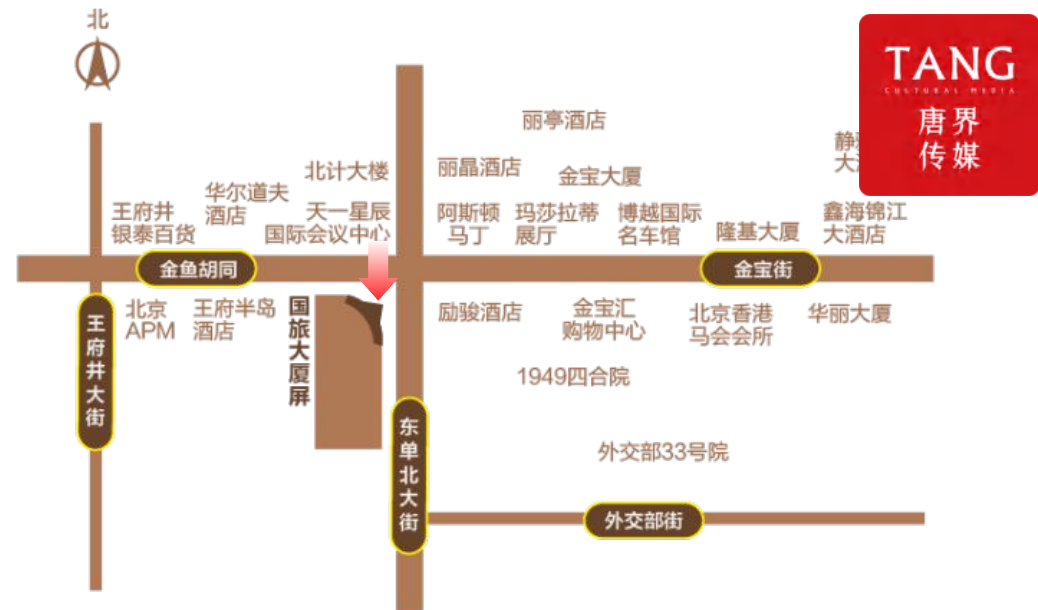 北
TANG
CULTURAL MEDIA
唐界
传媒
丽亭酒店
北计大楼
丽晶酒店
金宝大厦
华尔道夫
酒店
王府井
银泰百货
天一星辰
国际会议中心
阿斯顿
马丁
玛莎拉蒂
展厅
博越国际
名车馆
隆基大厦
鑫海锦江
大酒店
金鱼胡同
金宝街
北京
APM
王府半岛
酒店
国旅大厦屏
励骏酒店
金宝汇
购物中心
北京香港
马会会所
华丽大厦
王府井大街
1949四合院
东单北大街
外交部33号院
外交部街